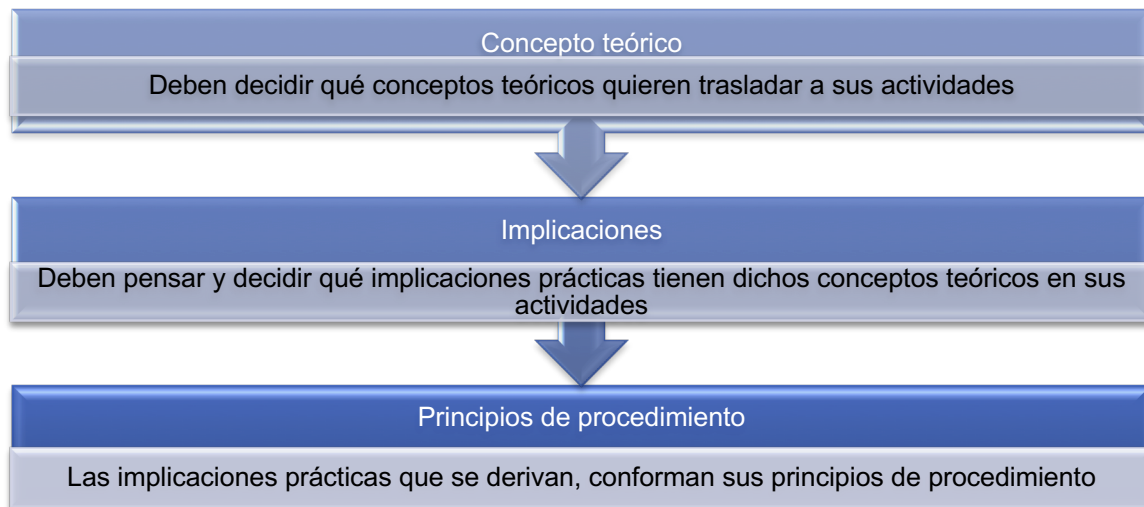 Concepto teórico
Deben decidir qué conceptos teóricos quieren trasladar a sus actividades
Implicaciones
Deben pensar y decidir qué implicaciones prácticas tienen dichos conceptos teóricos en sus
actividades
Principios de procedimiento
Las implicaciones prácticas que se derivan, conforman sus principios de procedimiento